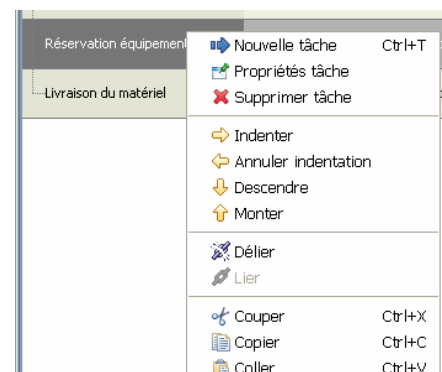 Réservation équipement
Nouvelle tâche Ctrl+T
Propriétés tâche
Livraison du matériel
Supprimer tâche
Indenter
Annuler indentation
Descendre
Monter
Délier
Lier
Couper Ctrl+X
Copier Ctrl+C
Coller Ctrl+V